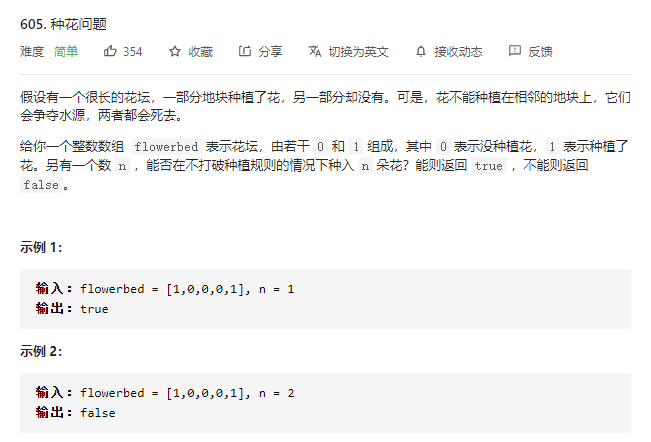 605. 种花问题
难度 简单 354 收藏 分享 切换为英文 接收动态 反馈
假设有一个很长的花坛，一部分地块种植了花，另一部分却没有。可是，花不能种植在相邻的地块上，它们
会争夺水源，两者都会死去。
给你一个整数数组 flowerbed 表示花坛，由若干 0 和 1 组成，其中 0 表示没种植花，1 表示种植了
花。另有一个数 n ，能否在不打破种植规则的情况下种入 n 朵花？能则返回 true ，不能则返回
false 。
示例 1：
输入：flowerbed = [1,0,0,0,1], n = 1
输出：true
示例 2：
输入：flowerbed = [1,0,0,0,1], n = 2
输出：false